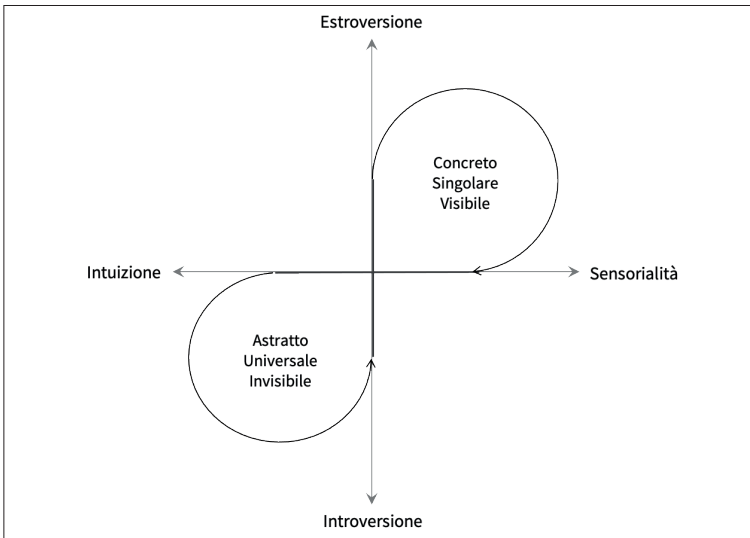 Estroversione
Concreto
Singolare
Visibile
Intuizione
Sensorialità
Astratto
Universale
Invisibile
Introversione